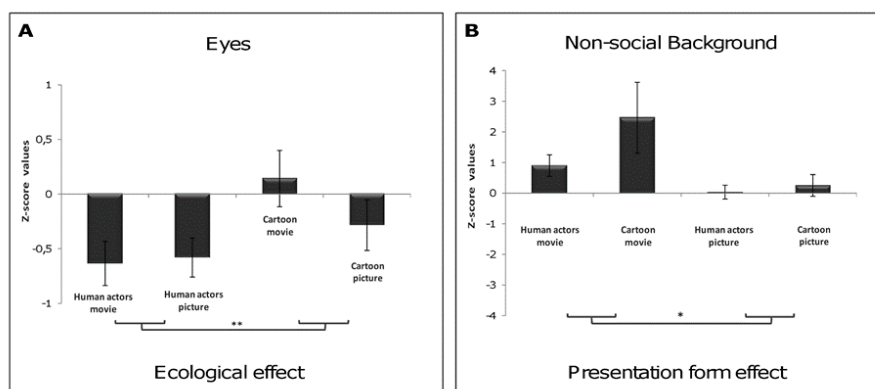 A
Eyes
1
0,5
0
-0,5
-1
Z-score values
Human actors
movie
Human actors
picture
Cartoon
movie
Cartoon
picture
**
Ecological effect
B
Non-social Background
4
3
2
1
0
-1
-2
-3
-4
Z-score values
Human actors
movie
Cartoon
movie
Human actors
picture
Cartoon picture
*
Presentation form effect